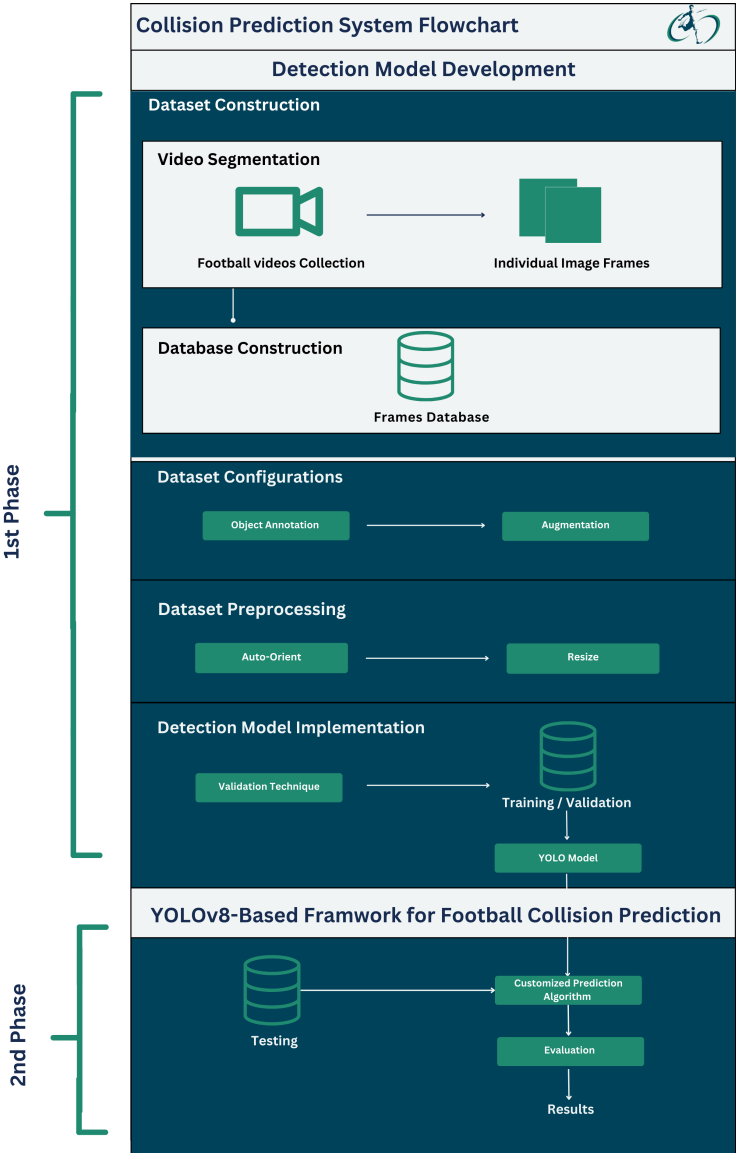 Collision Prediction System Flowchart
Detection Model Development
Dataset Construction
Video Segmentation
Football videos Collection
Individual Image Frames
Database Construction
Frames Database
1st Phase
Dataset Configurations
Object Annotation
Augmentation
Dataset Preprocessing
Auto-Orient
Resize
Detection Model Implementation
Validation Technique
Training / Validation
YOLO Model
YOLOv8-Based Framwork for Football Collision Prediction
2nd Phase
Customized Prediction
Algorithm
Testing
Evaluation
Results